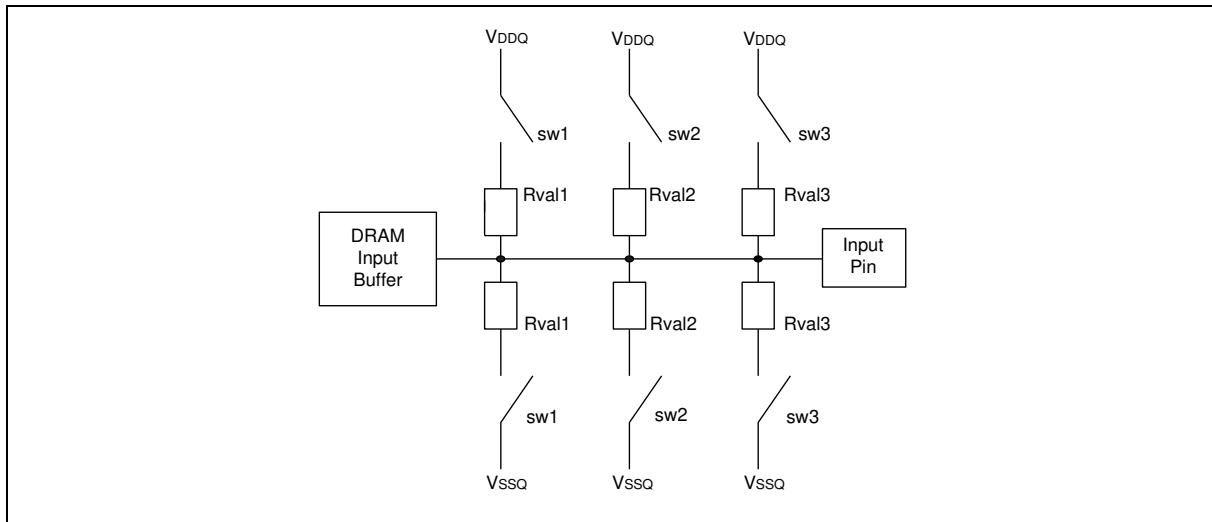 VDDQ VDDQ VDDQ
sw1 sw2 sw3
Rval1 Rval2 Rval3
DRAM
Input
Buffer
Input
Pin
Rval1 Rval2 Rval3
sw1 sw2 sw3
VSSQ VSSQ VSSQ